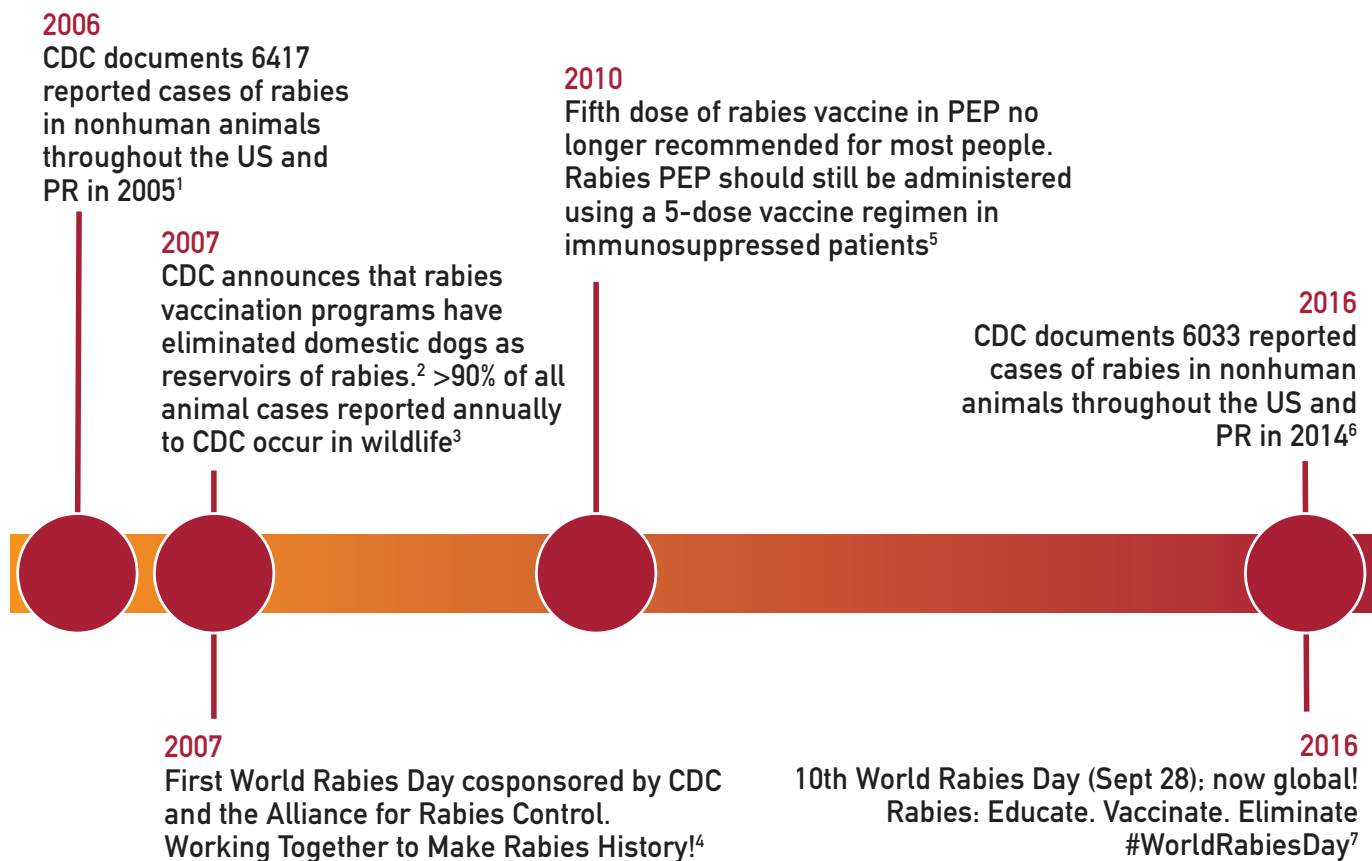 2006
CDC documents 6417
reported cases of rabies
in nonhuman animals
throughout the US and
PR in 2005¹
2007
CDC announces that rabies
vaccination programs have
eliminated domestic dogs as
reservoirs of rabies.² >90% of all
animal cases reported annually
to CDC occur in wildlife³
2010
Fifth dose of rabies vaccine in PEP no
longer recommended for most people.
Rabies PEP should still be administered
using a 5-dose vaccine regimen in
immunosuppressed patients⁵
2016
CDC documents 6033 reported
cases of rabies in nonhuman
animals throughout the US and
PR in 2014⁶
2007
First World Rabies Day cosponsored by CDC
and the Alliance for Rabies Control.
Working Together to Make Rabies History!⁴
2016
10th World Rabies Day (Sept 28); now global!
Rabies: Educate. Vaccinate. Eliminate
#WorldRabiesDay⁷